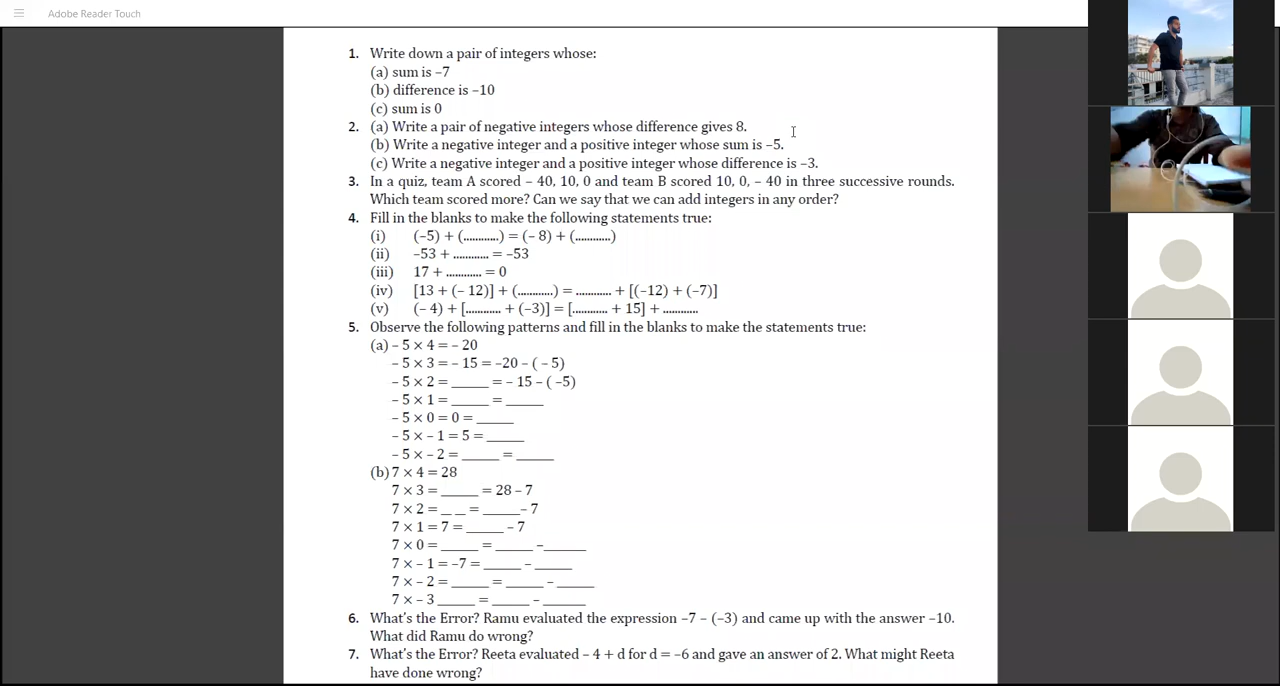 Adobe Reader Touch
1. Write down a pair of integers whose:
(a) sum is –7
(b) difference is –10
(c) sum is 0
2. (a) Write a pair of negative integers whose difference gives 8.
(b) Write a negative integer and a positive integer whose sum is –5.
(c) Write a negative integer and a positive integer whose difference is –3.
3. In a quiz, team A scored – 40, 10, 0 and team B scored 10, 0, – 40 in three successive rounds.
Which team scored more? Can we say that we can add integers in any order?
4. Fill in the blanks to make the following statements true:
(i) (–5) + (............) = (– 8) + (............)
(ii) –53 + ............ = –53
(iii) 17 + ............ = 0
(iv) [13 + (– 12)] + (............) = ............ + [(–12) + (–7)]
(v) (– 4) + [............ + (–3)] = [............ + 15] + ............
5. Observe the following patterns and fill in the blanks to make the statements true:
(a) – 5 × 4 = – 20
– 5 × 3 = – 15 = –20 – ( – 5)
– 5 × 2 = _____ = – 15 – ( –5)
– 5 × 1 = _____ = _____
– 5 × 0 = 0 = _____
– 5 × – 1 = 5 = _____
– 5 × – 2 = _____ = _____
(b) 7 × 4 = 28
7 × 3 = _____ = 28 – 7
7 × 2 = _ _ = _____ – 7
7 × 1 = 7 = _____ – 7
7 × 0 = _____ = _____ – _____
7 × – 1 = –7 = _____ – _____
7 × – 2 = _____ = _____ – _____
7 × – 3 _____ = _____ – _____
6. What's the Error? Ramu evaluated the expression –7 – (–3) and came up with the answer –10.
What did Ramu do wrong?
7. What's the Error? Reeta evaluated – 4 + d for d = –6 and gave an answer of 2. What might Reeta
have done wrong?